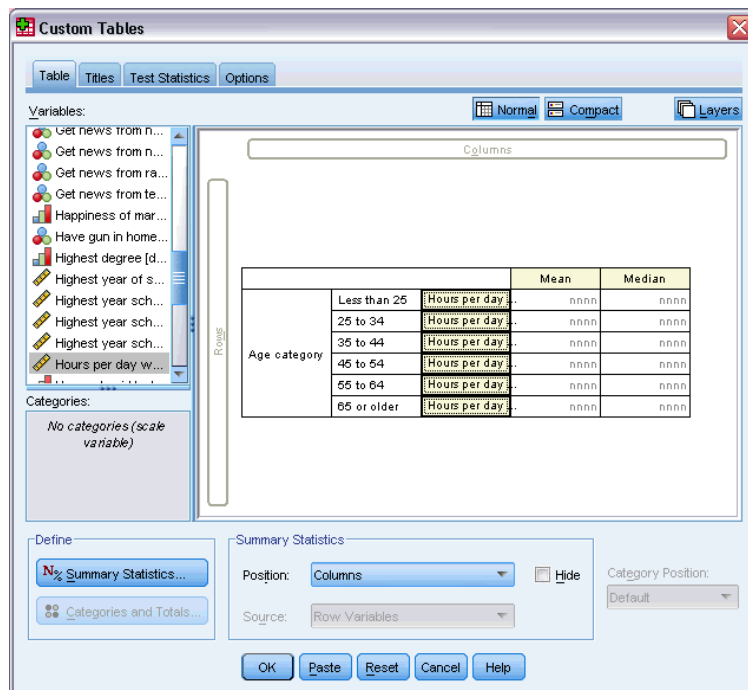 Custom Tables
Table Titles Test Statistics Options
Variables:
Normal Compact Layers
Get news from n...
Get news from n...
Get news from ra...
Get news from te...
Happiness of mar...
Have gun in home...
Highest degree [d...
Highest year of s...
Highest year sch...
Highest year sch...
Highest year sch...
Hours per day w...
Categories:
No categories (scale
variable)
Columns
Rows
Mean Median
Age category
Less than 25 Hours per day... nnnn nnnn
25 to 34 Hours per day... nnnn nnnn
35 to 44 Hours per day... nnnn nnnn
45 to 54 Hours per day... nnnn nnnn
55 to 64 Hours per day... nnnn nnnn
65 or older Hours per day... nnnn nnnn
Define
N% Summary Statistics...
Categories and Totals...
Summary Statistics
Position: Columns Hide
Source: Row Variables
Category Position:
Default
OK Paste Reset Cancel Help